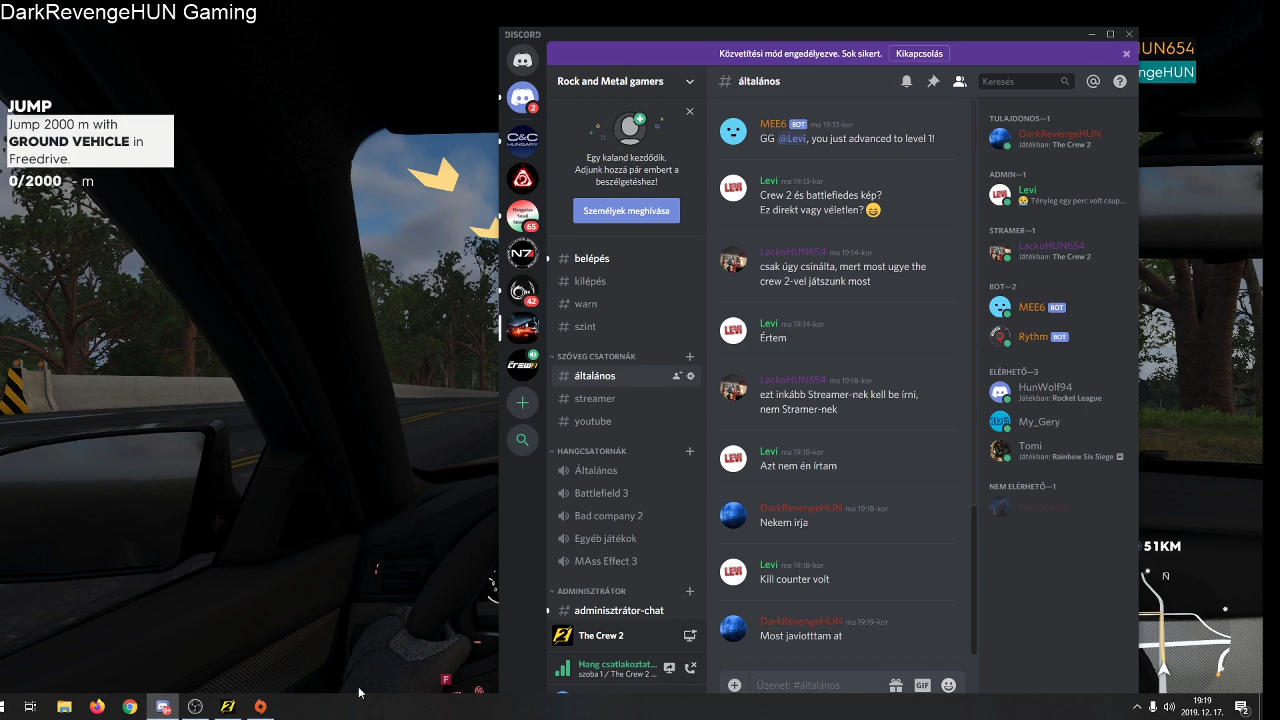 DarkRevengeHUN Gaming
JUMP
Jump 2000 m with
GROUND VEHICLE in
Freedrive.
0/2000 - m
DISCORD
Közvetítési mód engedélyezve. Sok sikert. Kikapcsolás
Rock and Metal gamers
Egy kaland kezdődik.
Adjunk hozzá pár embert a
beszélgetéshez!
Személyek meghívása
belépés
kilépés
warn
szint
SZÖVEG CSATORNÁK
általános
streamer
youtube
HANGCSATORNÁK
Általános
Battlefield 3
Bad company 2
Egyéb játékok
MAss Effect 3
ADMINISZTRÁTOR
adminisztrátor-chat
The Crew 2
Hang csatlakoztat...
szoba 1 / The Crew 2 ...
2
C&C
HUNGARY
65
N7
42
THE CREW 2
# általános
Keresés
MEE6 BOT ma 19:13-kor
GG @Levi, you just advanced to level 1!
Levi ma 19:13-kor
Crew 2 és battlefiedes kép?
Ez direkt vagy véletlen?
LackoHUN654 ma 19:14-kor
csak úgy csinálta, mert most ugye the
crew 2-vel játszunk most
Levi ma 19:14-kor
Értem
LackoHUN654 ma 19:18-kor
ezt inkább Streamer-nek kell be írni,
nem Stramer-nek
Levi ma 19:18-kor
Azt nem én írtam
DarkRevengeHUN ma 19:18-kor
Nekem irja
Levi ma 19:18-kor
Kill counter volt
DarkRevengeHUN ma 19:19-kor
Most javiotttam at
Üzenet: #általános
GIF
TULAJDONOS—1
DarkRevengeHUN
Játékban: The Crew 2
ADMIN—1
Levi
Tényleg egy perc volt csup...
STRAMER—1
LackoHUN654
Játékban: The Crew 2
BOT—2
MEE6 BOT
Rythm BOT
ELÉRHETŐ—3
HunWolf94
Játékban: Rocket League
My_Gery
Tomi
Játékban: Rainbow Six Siege
NEM ELÉRHETŐ—1
HUN654
ngeHUN
51KM
N
F
19:19
2019. 12. 17.
2